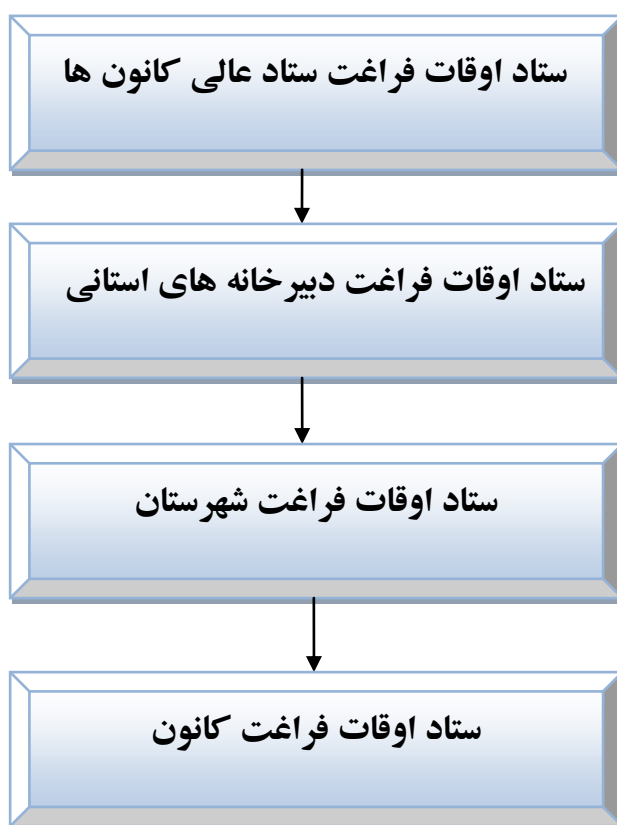 ستاد اوقات فراغت ستاد عالی کانون ها
ستاد اوقات فراغت دبیرخانه های استانی
ستاد اوقات فراغت شهرستان
ستاد اوقات فراغت کانون